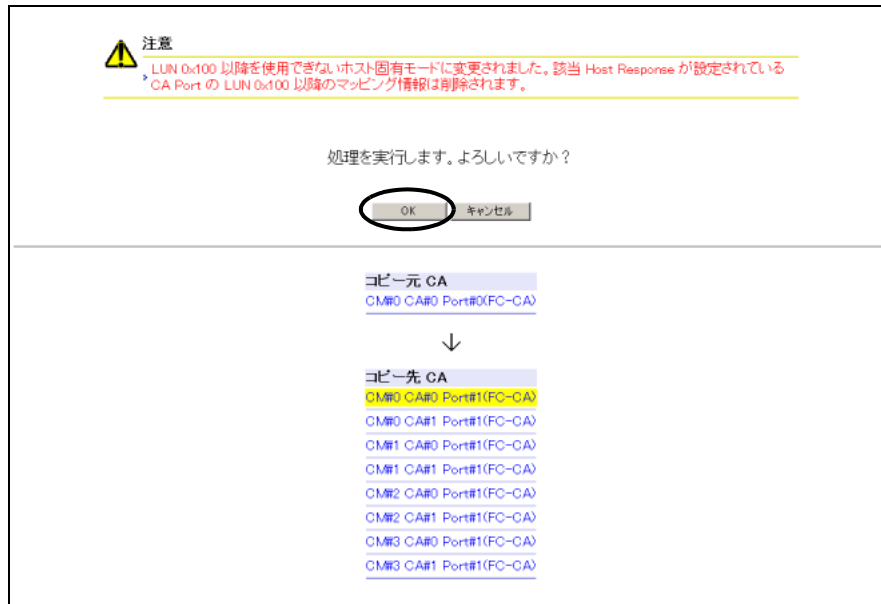 注意
LUN 0x100 以降を使用できないホスト固有モードに変更されました。該当 Host Response が設定されている
CA Port の LUN 0x100 以降のマッピング情報は削除されます。
処理を実行します。よろしいですか？
OK キャンセル
コピー元 CA
CM#0 CA#0 Port#0(FC-CA)
↓
コピー先 CA
CM#0 CA#0 Port#1(FC-CA)
CM#0 CA#1 Port#1(FC-CA)
CM#1 CA#0 Port#1(FC-CA)
CM#1 CA#1 Port#1(FC-CA)
CM#2 CA#0 Port#1(FC-CA)
CM#2 CA#1 Port#1(FC-CA)
CM#3 CA#0 Port#1(FC-CA)
CM#3 CA#1 Port#1(FC-CA)